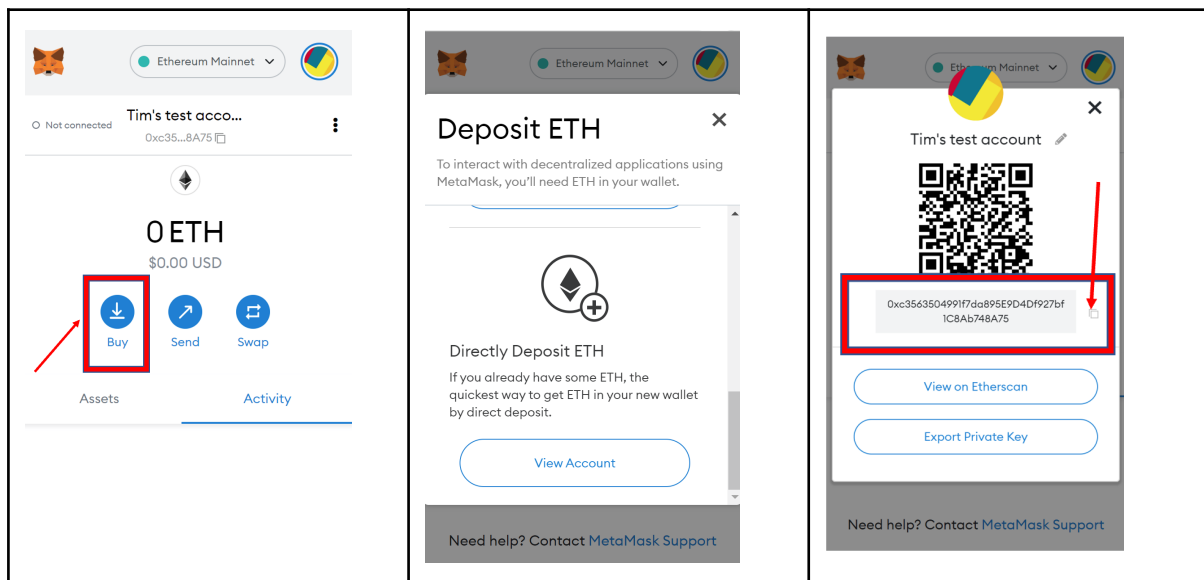 Ethereum Mainnet
Not connected
Tim's test acco...
0xc35...8A75
0 ETH
$0.00 USD
Buy
Send
Swap
Assets
Activity
Ethereum Mainnet
Deposit ETH
To interact with decentralized applications using
MetaMask, you'll need ETH in your wallet.
Directly Deposit ETH
If you already have some ETH, the
quickest way to get ETH in your new wallet
by direct deposit.
View Account
Need help? Contact MetaMask Support
Mainnet
Tim's test account
0xc3563504991f7da895E9D4Df927bf
1C8Ab748A75
View on Etherscan
Export Private Key
Need help? Contact MetaMask Support